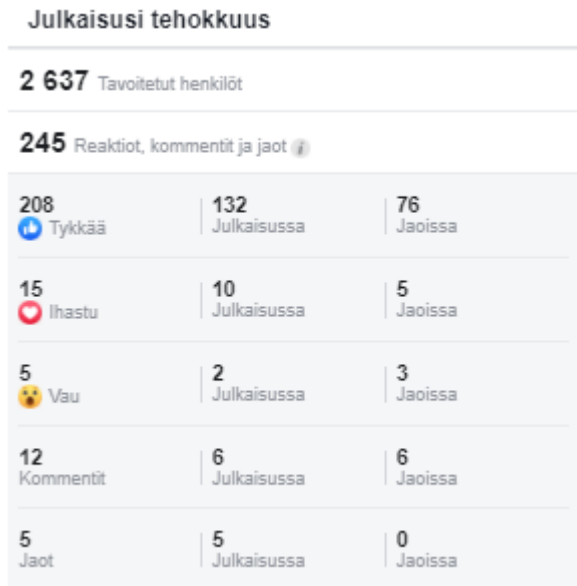 Julkaisusi tehokkuus
2 637 Tavoitetut henkilöt
245 Reaktiot, kommentit ja jaot i
208 132 76
Tykkää Julkaisussa Jaoissa
15 10 5
Ihastu Julkaisussa Jaoissa
5 2 3
Vau Julkaisussa Jaoissa
12 6 6
Kommentit Julkaisussa Jaoissa
5 5 0
Jaot Julkaisussa Jaoissa